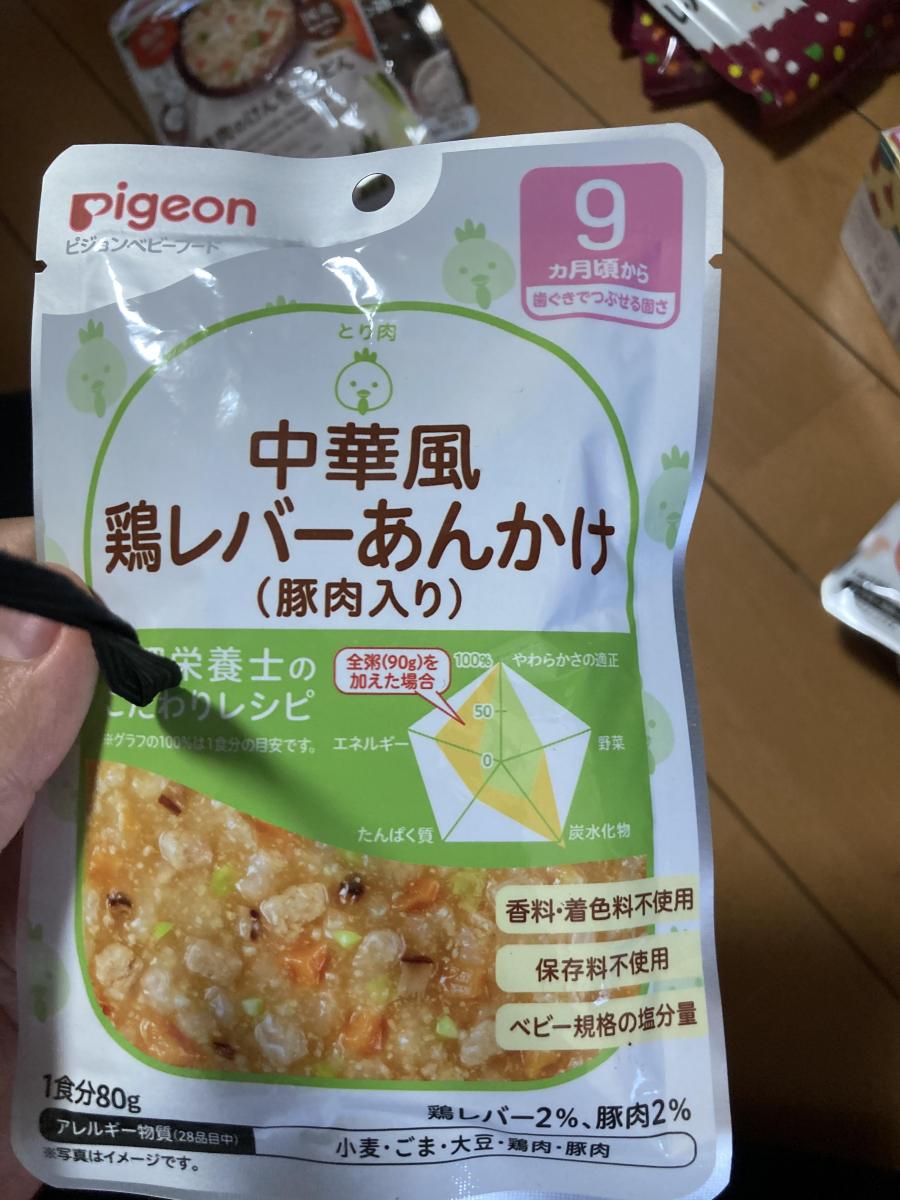 pigeon
ピジョンベビーフード
9
ヵ月頃から
歯ぐきでつぶせる固さ
とり肉
中華風
鶏レバーあんかけ
(豚肉入り)
栄養士の
こだわりレシピ
※グラフの100%は1食分の目安です。
全粥(90g)を
加えた場合
100%
50
0
やわらかさの適正
野菜
炭水化物
たんぱく質
エネルギー
香料・着色料不使用
保存料不使用
ベビー規格の塩分量
1食分80g
鶏レバー2%、豚肉2%
アレルギー物質(28品目中)
小麦・ごま・大豆・鶏肉・豚肉
※写真はイメージです。